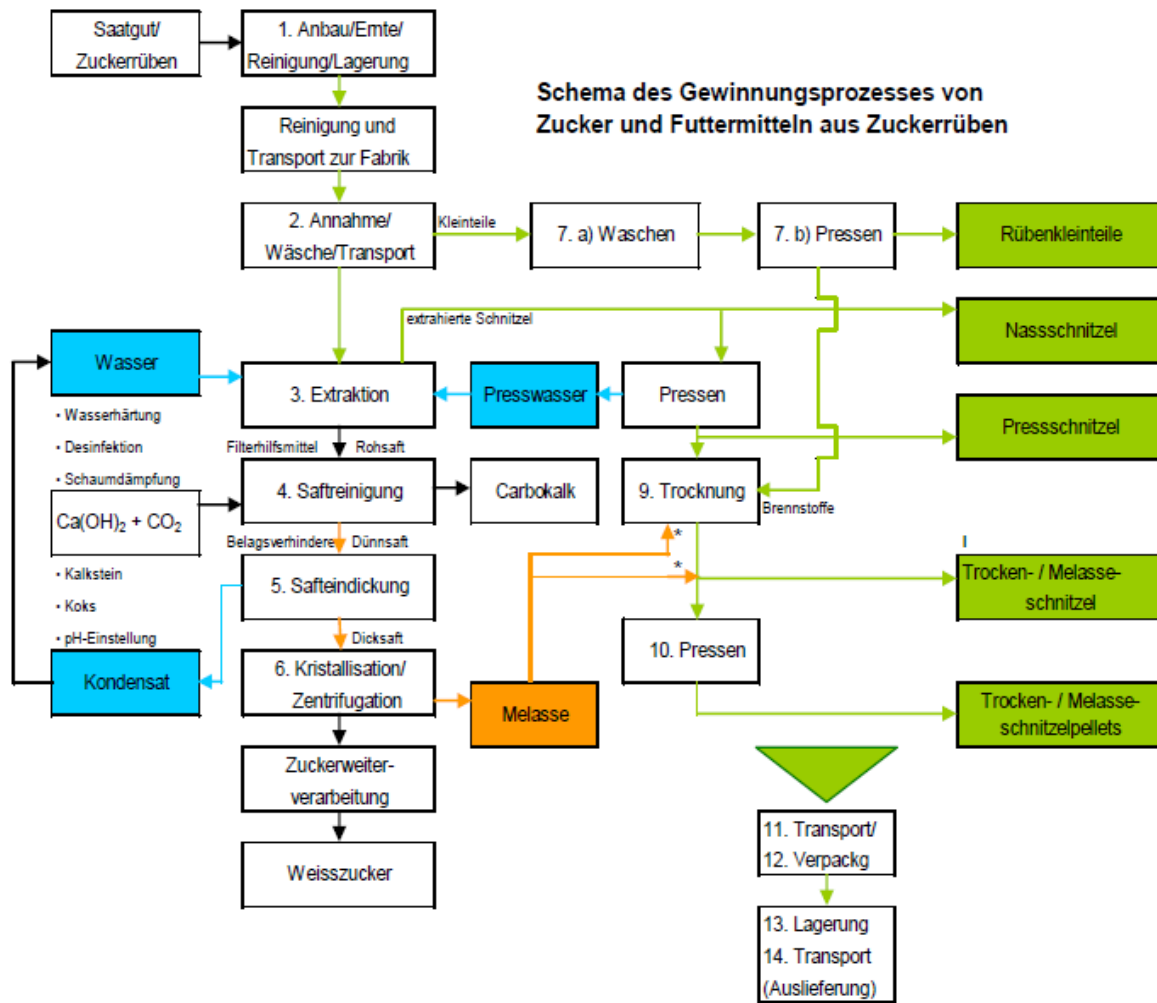 Saatgut/
Zuckerrüben
1. Anbau/Ernte/
Reinigung/Lagerung
Schema des Gewinnungsprozesses von
Zucker und Futtermitteln aus Zuckerrüben
Reinigung und
Transport zur Fabrik
2. Annahme/
Wäsche/Transport
Kleinteile
7. a) Waschen
7. b) Pressen
Rübenkleinteile
extrahierte Schnitzel
Nassschnitzel
Wasser
3. Extraktion
Presswasser
Pressen
Pressschnitzel
• Wasserhärtung
• Desinfektion
• Schaumdämpfung
Filterhilfsmittel
Rohsaft
Ca(OH)₂ + CO₂
4. Saftreinigung
Carbokalk
9. Trocknung
Brennstoffe
Belagsverhindere
Dünnsaft
*
*
I
Trocken- / Melasse-
schnitzel
• Kalkstein
• Koks
• pH-Einstellung
5. Safteindickung
Dicksaft
10. Pressen
Kondensat
6. Kristallisation/
Zentrifugation
Melasse
Trocken- / Melasse-
schnitzelpellets
Zuckerweiter-
verarbeitung
Weisszucker
11. Transport/
12. Verpackg
13. Lagerung
14. Transport
(Auslieferung)